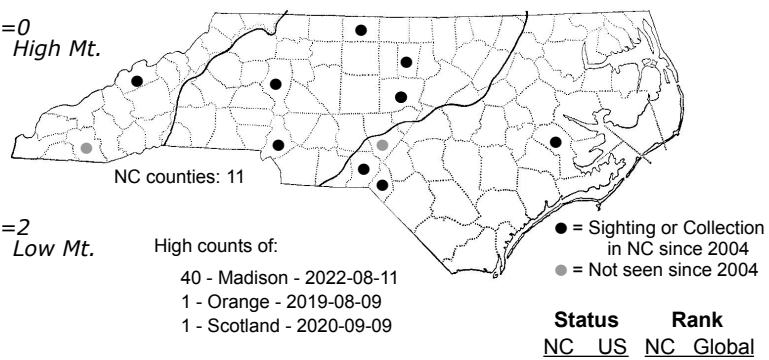 =0
High Mt.
NC counties: 11
=2
Low Mt.
High counts of:
40 - Madison - 2022-08-11
1 - Orange - 2019-08-09
1 - Scotland - 2020-09-09
● = Sighting or Collection
in NC since 2004
● = Not seen since 2004
Status Rank
NC US NC Global